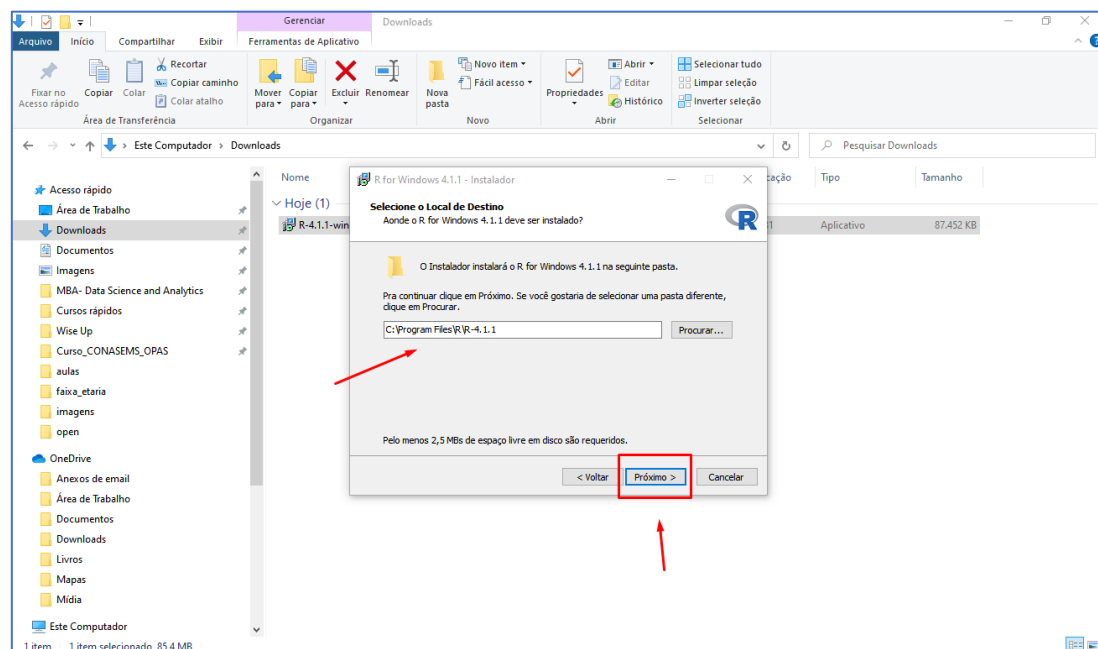 Gerenciar
Downloads
Arquivo Início Compartilhar Exibir Ferramentas de Aplicativo
Fixar no Acesso rápido
Copiar
Colar
Recortar
Copiar caminho
Colar atalho
Área de Transferência
Mover para
Copiar para
Excluir
Renomear
Organizar
Nova pasta
Novo item
Fácil acesso
Novo
Propriedades
Abrir
Editar
Histórico
Abrir
Selecionar tudo
Limpar seleção
Inverter seleção
Selecionar
Este Computador > Downloads
Pesquisar Downloads
Acesso rápido
Área de Trabalho
Downloads
Documentos
Imagens
MBA- Data Science and Analytics
Cursos rápidos
Wise Up
Curso_CONASEMS_OPAS
aulas
faixa_etaria
imagens
open
OneDrive
Anexos de email
Área de Trabalho
Documentos
Downloads
Livros
Mapas
Mídia
Este Computador
Nome
cação
Tipo
Tamanho
Hoje (1)
R-4.1.1-win
Aplicativo
87.452 KB
R for Windows 4.1.1 - Instalador
Selecione o Local de Destino
Aonde o R for Windows 4.1.1 deve ser instalado?
R
O Instalador instalará o R for Windows 4.1.1 na seguinte pasta.
Pra continuar clique em Próximo. Se você gostaria de selecionar uma pasta diferente,
clique em Procurar.
C:\Program Files\R\R-4.1.1
Procurar...
Pelo menos 2,5 MBs de espaço livre em disco são requeridos.
< Voltar
Próximo >
Cancelar
1 item 1 item selecionado 85,4 MB